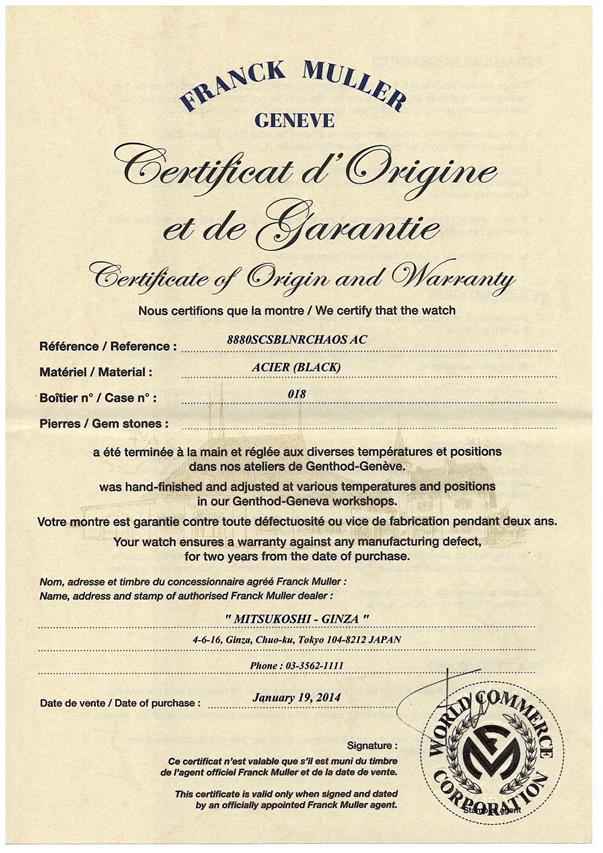 FRANCK MULLER
GENEVE
Certificat d'Origine
et de Garantie
Certificate of Origin and Warranty
Nous certifions que la montre / We certify that the watch
Référence / Reference : 8880SCSBLNRCHAOS AC
Matériel / Material : ACIER (BLACK)
Boîtier n° / Case n° : 018
Pierres / Gem stones :
a été terminée à la main et réglée aux diverses températures et positions
dans nos ateliers de Genthod-Genève.
was hand-finished and adjusted at various temperatures and positions
in our Genthod-Geneva workshops.
Votre montre est garantie contre toute défectuosité ou vice de fabrication pendant deux ans.
Your watch ensures a warranty against any manufacturing defect,
for two years from the date of purchase.
Nom, adresse et timbre du concessionnaire agréé Franck Muller :
Name, address and stamp of authorised Franck Muller dealer :
" MITSUKOSHI - GINZA "
4-6-16, Ginza, Chuo-ku, Tokyo 104-8212 JAPAN
Phone : 03-3562-1111
Date de vente / Date of purchase : January 19, 2014
Signature :
Ce certificat n'est valable que s'il est muni du timbre
de l'agent officiel Franck Muller et de la date de vente.
This certificate is valid only when signed and dated
by an officially appointed Franck Muller agent.
WORLD COMMERCE
FM
CORPORATION
Stamp of agent